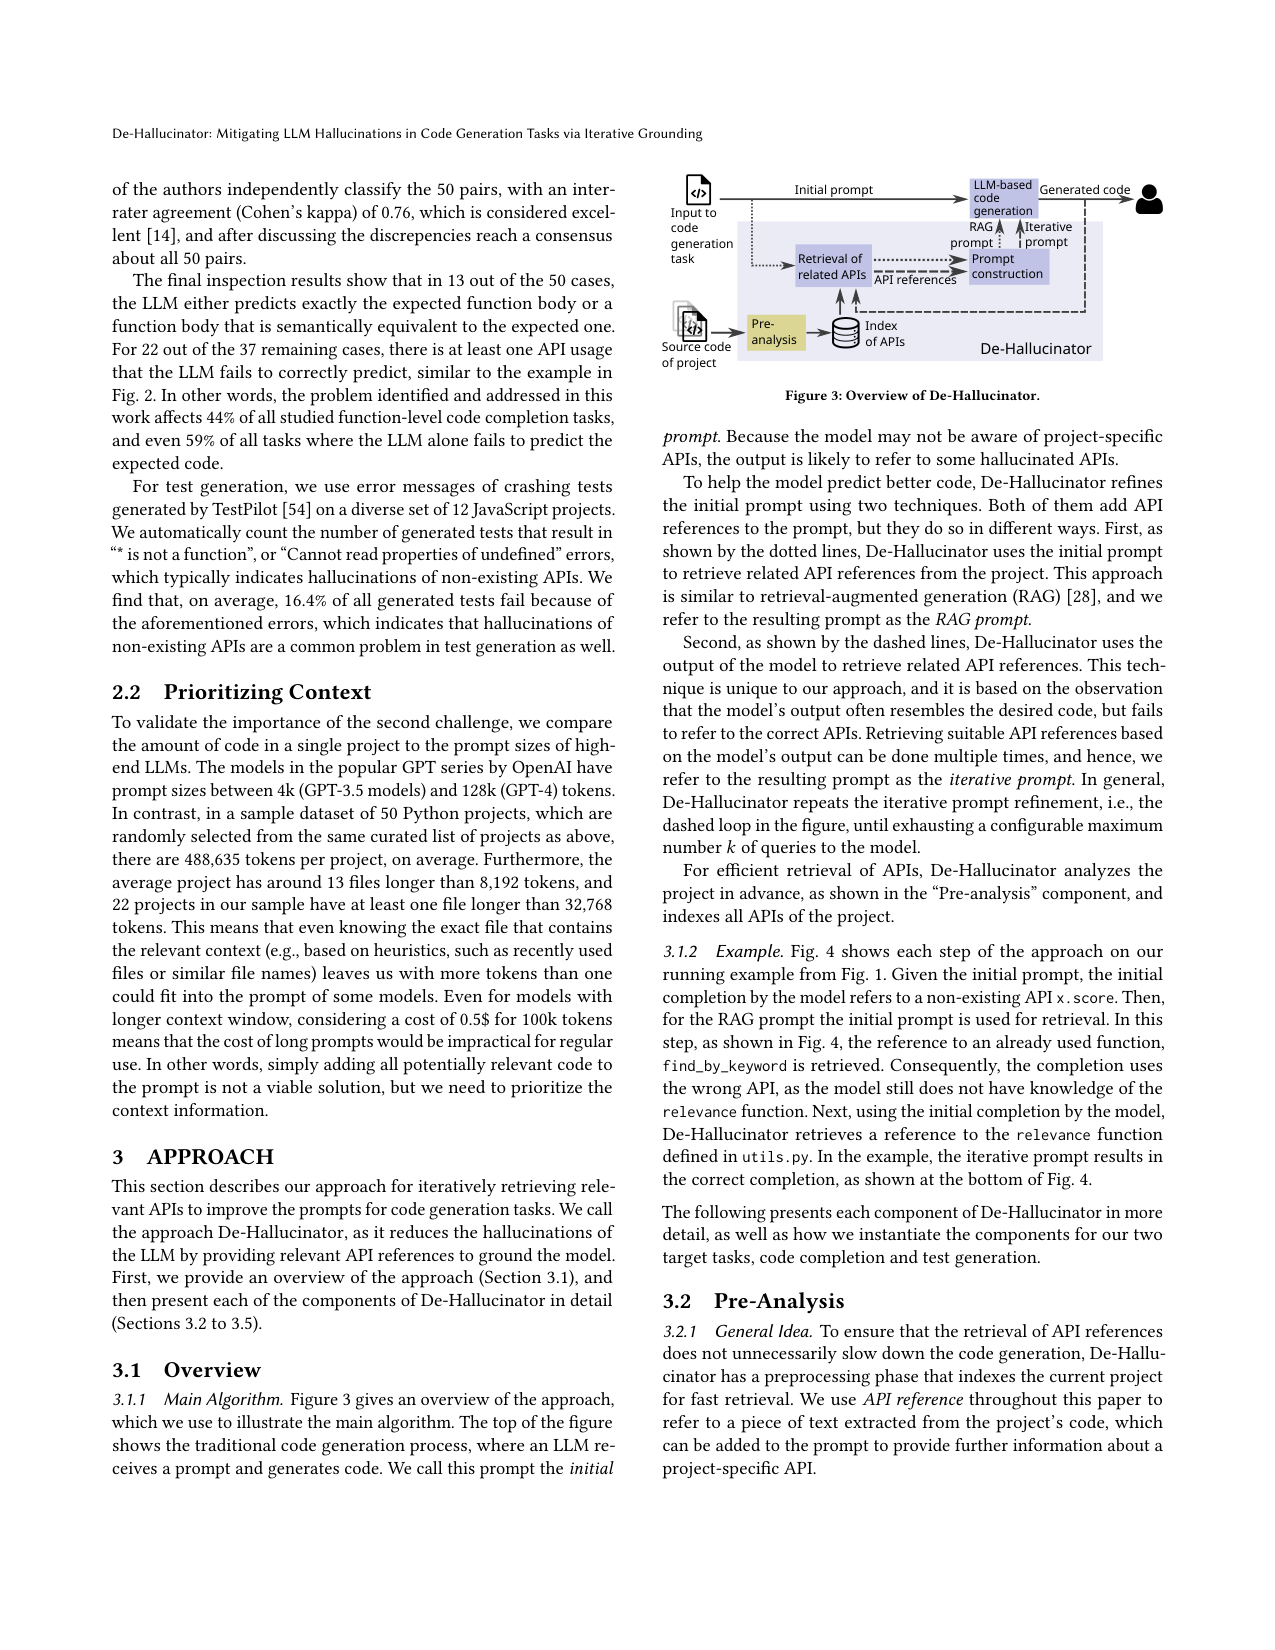 De-Hallucinator: Mitigating LLM Hallucinations in Code Generation Tasks via Iterative Grounding
of the authors independently classify the 50 pairs, with an inter-
rater agreement (Cohen's kappa) of 0.76, which is considered excel-
lent [14], and after discussing the discrepancies reach a consensus
about all 50 pairs.
The final inspection results show that in 13 out of the 50 cases,
the LLM either predicts exactly the expected function body or a
function body that is semantically equivalent to the expected one.
For 22 out of the 37 remaining cases, there is at least one API usage
that the LLM fails to correctly predict, similar to the example in
Fig. 2. In other words, the problem identified and addressed in this
work affects 44% of all studied function-level code completion tasks,
and even 59% of all tasks where the LLM alone fails to predict the
expected code.
For test generation, we use error messages of crashing tests
generated by TestPilot [54] on a diverse set of 12 JavaScript projects.
We automatically count the number of generated tests that result in
“* is not a function”, or “Cannot read properties of undefined” errors,
which typically indicates hallucinations of non-existing APIs. We
find that, on average, 16.4% of all generated tests fail because of
the aforementioned errors, which indicates that hallucinations of
non-existing APIs are a common problem in test generation as well.
2.2 Prioritizing Context
To validate the importance of the second challenge, we compare
the amount of code in a single project to the prompt sizes of high-
end LLMs. The models in the popular GPT series by OpenAI have
prompt sizes between 4k (GPT-3.5 models) and 128k (GPT-4) tokens.
In contrast, in a sample dataset of 50 Python projects, which are
randomly selected from the same curated list of projects as above,
there are 488,635 tokens per project, on average. Furthermore, the
average project has around 13 files longer than 8,192 tokens, and
22 projects in our sample have at least one file longer than 32,768
tokens. This means that even knowing the exact file that contains
the relevant context (e.g., based on heuristics, such as recently used
files or similar file names) leaves us with more tokens than one
could fit into the prompt of some models. Even for models with
longer context window, considering a cost of 0.5$ for 100k tokens
means that the cost of long prompts would be impractical for regular
use. In other words, simply adding all potentially relevant code to
the prompt is not a viable solution, but we need to prioritize the
context information.
3 APPROACH
This section describes our approach for iteratively retrieving rele-
vant APIs to improve the prompts for code generation tasks. We call
the approach De-Hallucinator, as it reduces the hallucinations of
the LLM by providing relevant API references to ground the model.
First, we provide an overview of the approach (Section 3.1), and
then present each of the components of De-Hallucinator in detail
(Sections 3.2 to 3.5).
3.1 Overview
3.1.1 Main Algorithm. Figure 3 gives an overview of the approach,
which we use to illustrate the main algorithm. The top of the figure
shows the traditional code generation process, where an LLM re-
ceives a prompt and generates code. We call this prompt the initial
Input to
code
generation
task
Initial prompt
LLM-based
code
generation
Generated code
RAG
prompt
Iterative
prompt
Retrieval of
related APIs
API references
Prompt
construction
Source code
of project
Pre-
analysis
Index
of APIs
De-Hallucinator
Figure 3: Overview of De-Hallucinator.
prompt. Because the model may not be aware of project-specific
APIs, the output is likely to refer to some hallucinated APIs.
To help the model predict better code, De-Hallucinator refines
the initial prompt using two techniques. Both of them add API
references to the prompt, but they do so in different ways. First, as
shown by the dotted lines, De-Hallucinator uses the initial prompt
to retrieve related API references from the project. This approach
is similar to retrieval-augmented generation (RAG) [28], and we
refer to the resulting prompt as the RAG prompt.
Second, as shown by the dashed lines, De-Hallucinator uses the
output of the model to retrieve related API references. This tech-
nique is unique to our approach, and it is based on the observation
that the model's output often resembles the desired code, but fails
to refer to the correct APIs. Retrieving suitable API references based
on the model's output can be done multiple times, and hence, we
refer to the resulting prompt as the iterative prompt. In general,
De-Hallucinator repeats the iterative prompt refinement, i.e., the
dashed loop in the figure, until exhausting a configurable maximum
number k of queries to the model.
For efficient retrieval of APIs, De-Hallucinator analyzes the
project in advance, as shown in the “Pre-analysis” component, and
indexes all APIs of the project.
3.1.2 Example. Fig. 4 shows each step of the approach on our
running example from Fig. 1. Given the initial prompt, the initial
completion by the model refers to a non-existing API x.score. Then,
for the RAG prompt the initial prompt is used for retrieval. In this
step, as shown in Fig. 4, the reference to an already used function,
find_by_keyword is retrieved. Consequently, the completion uses
the wrong API, as the model still does not have knowledge of the
relevance function. Next, using the initial completion by the model,
De-Hallucinator retrieves a reference to the relevance function
defined in utils.py. In the example, the iterative prompt results in
the correct completion, as shown at the bottom of Fig. 4.
The following presents each component of De-Hallucinator in more
detail, as well as how we instantiate the components for our two
target tasks, code completion and test generation.
3.2 Pre-Analysis
3.2.1 General Idea. To ensure that the retrieval of API references
does not unnecessarily slow down the code generation, De-Hallu-
cinator has a preprocessing phase that indexes the current project
for fast retrieval. We use API reference throughout this paper to
refer to a piece of text extracted from the project's code, which
can be added to the prompt to provide further information about a
project-specific API.